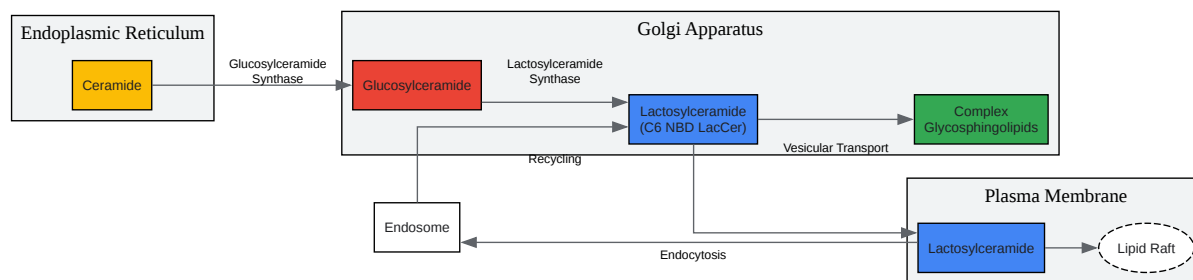 Endoplasmic Reticulum
Golgi Apparatus
Glucosylceramide
Synthase
Lactosylceramide
Synthase
Ceramide
Glucosylceramide
Lactosylceramide
(C6 NBD LacCer)
Complex
Glycosphingolipids
Vesicular Transport
Recycling
Plasma Membrane
Endosome
Endocytosis
Lactosylceramide
Lipid Raft